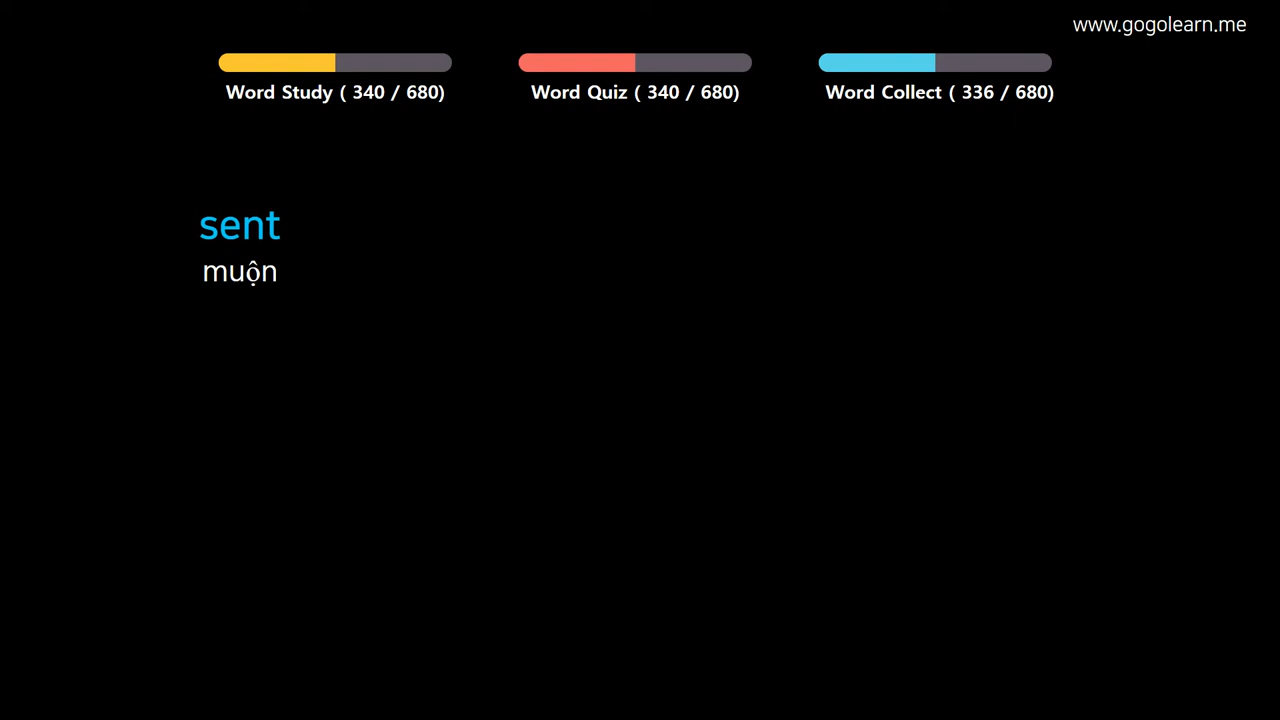 www.gogolearn.me
Word Study ( 340 / 680)
Word Quiz ( 340 / 680)
Word Collect ( 336 / 680)
sent
muộn